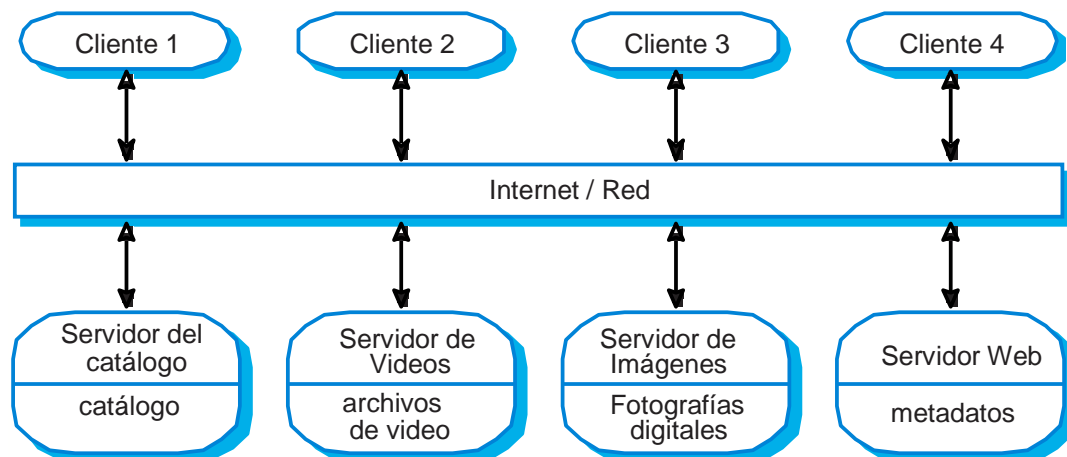 Cliente 1
Cliente 2
Cliente 3
Cliente 4
Internet / Red
Servidor del
catálogo
catálogo
Servidor de
Videos
archivos
de video
Servidor de
Imágenes
Fotografías
digitales
Servidor Web
metadatos